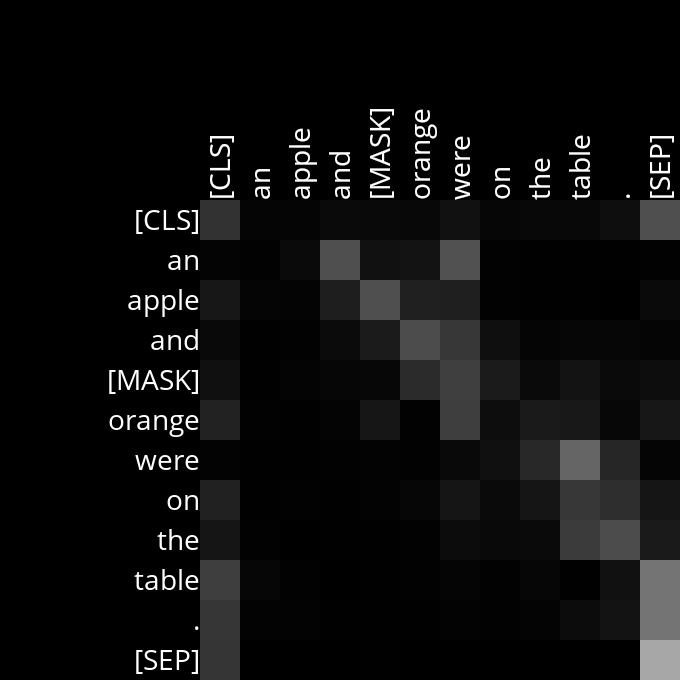 [CLS] an apple and [MASK] orange were on the table . [SEP]
[CLS]
an
apple
and
[MASK]
orange
were
on
the
table
.
[SEP]